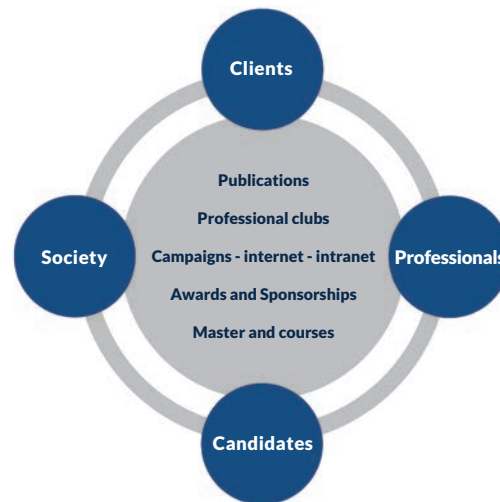 Clients
Publications
Professional clubs
Society
Campaigns - internet - intranet
Professionals
Awards and Sponsorships
Master and courses
Candidates